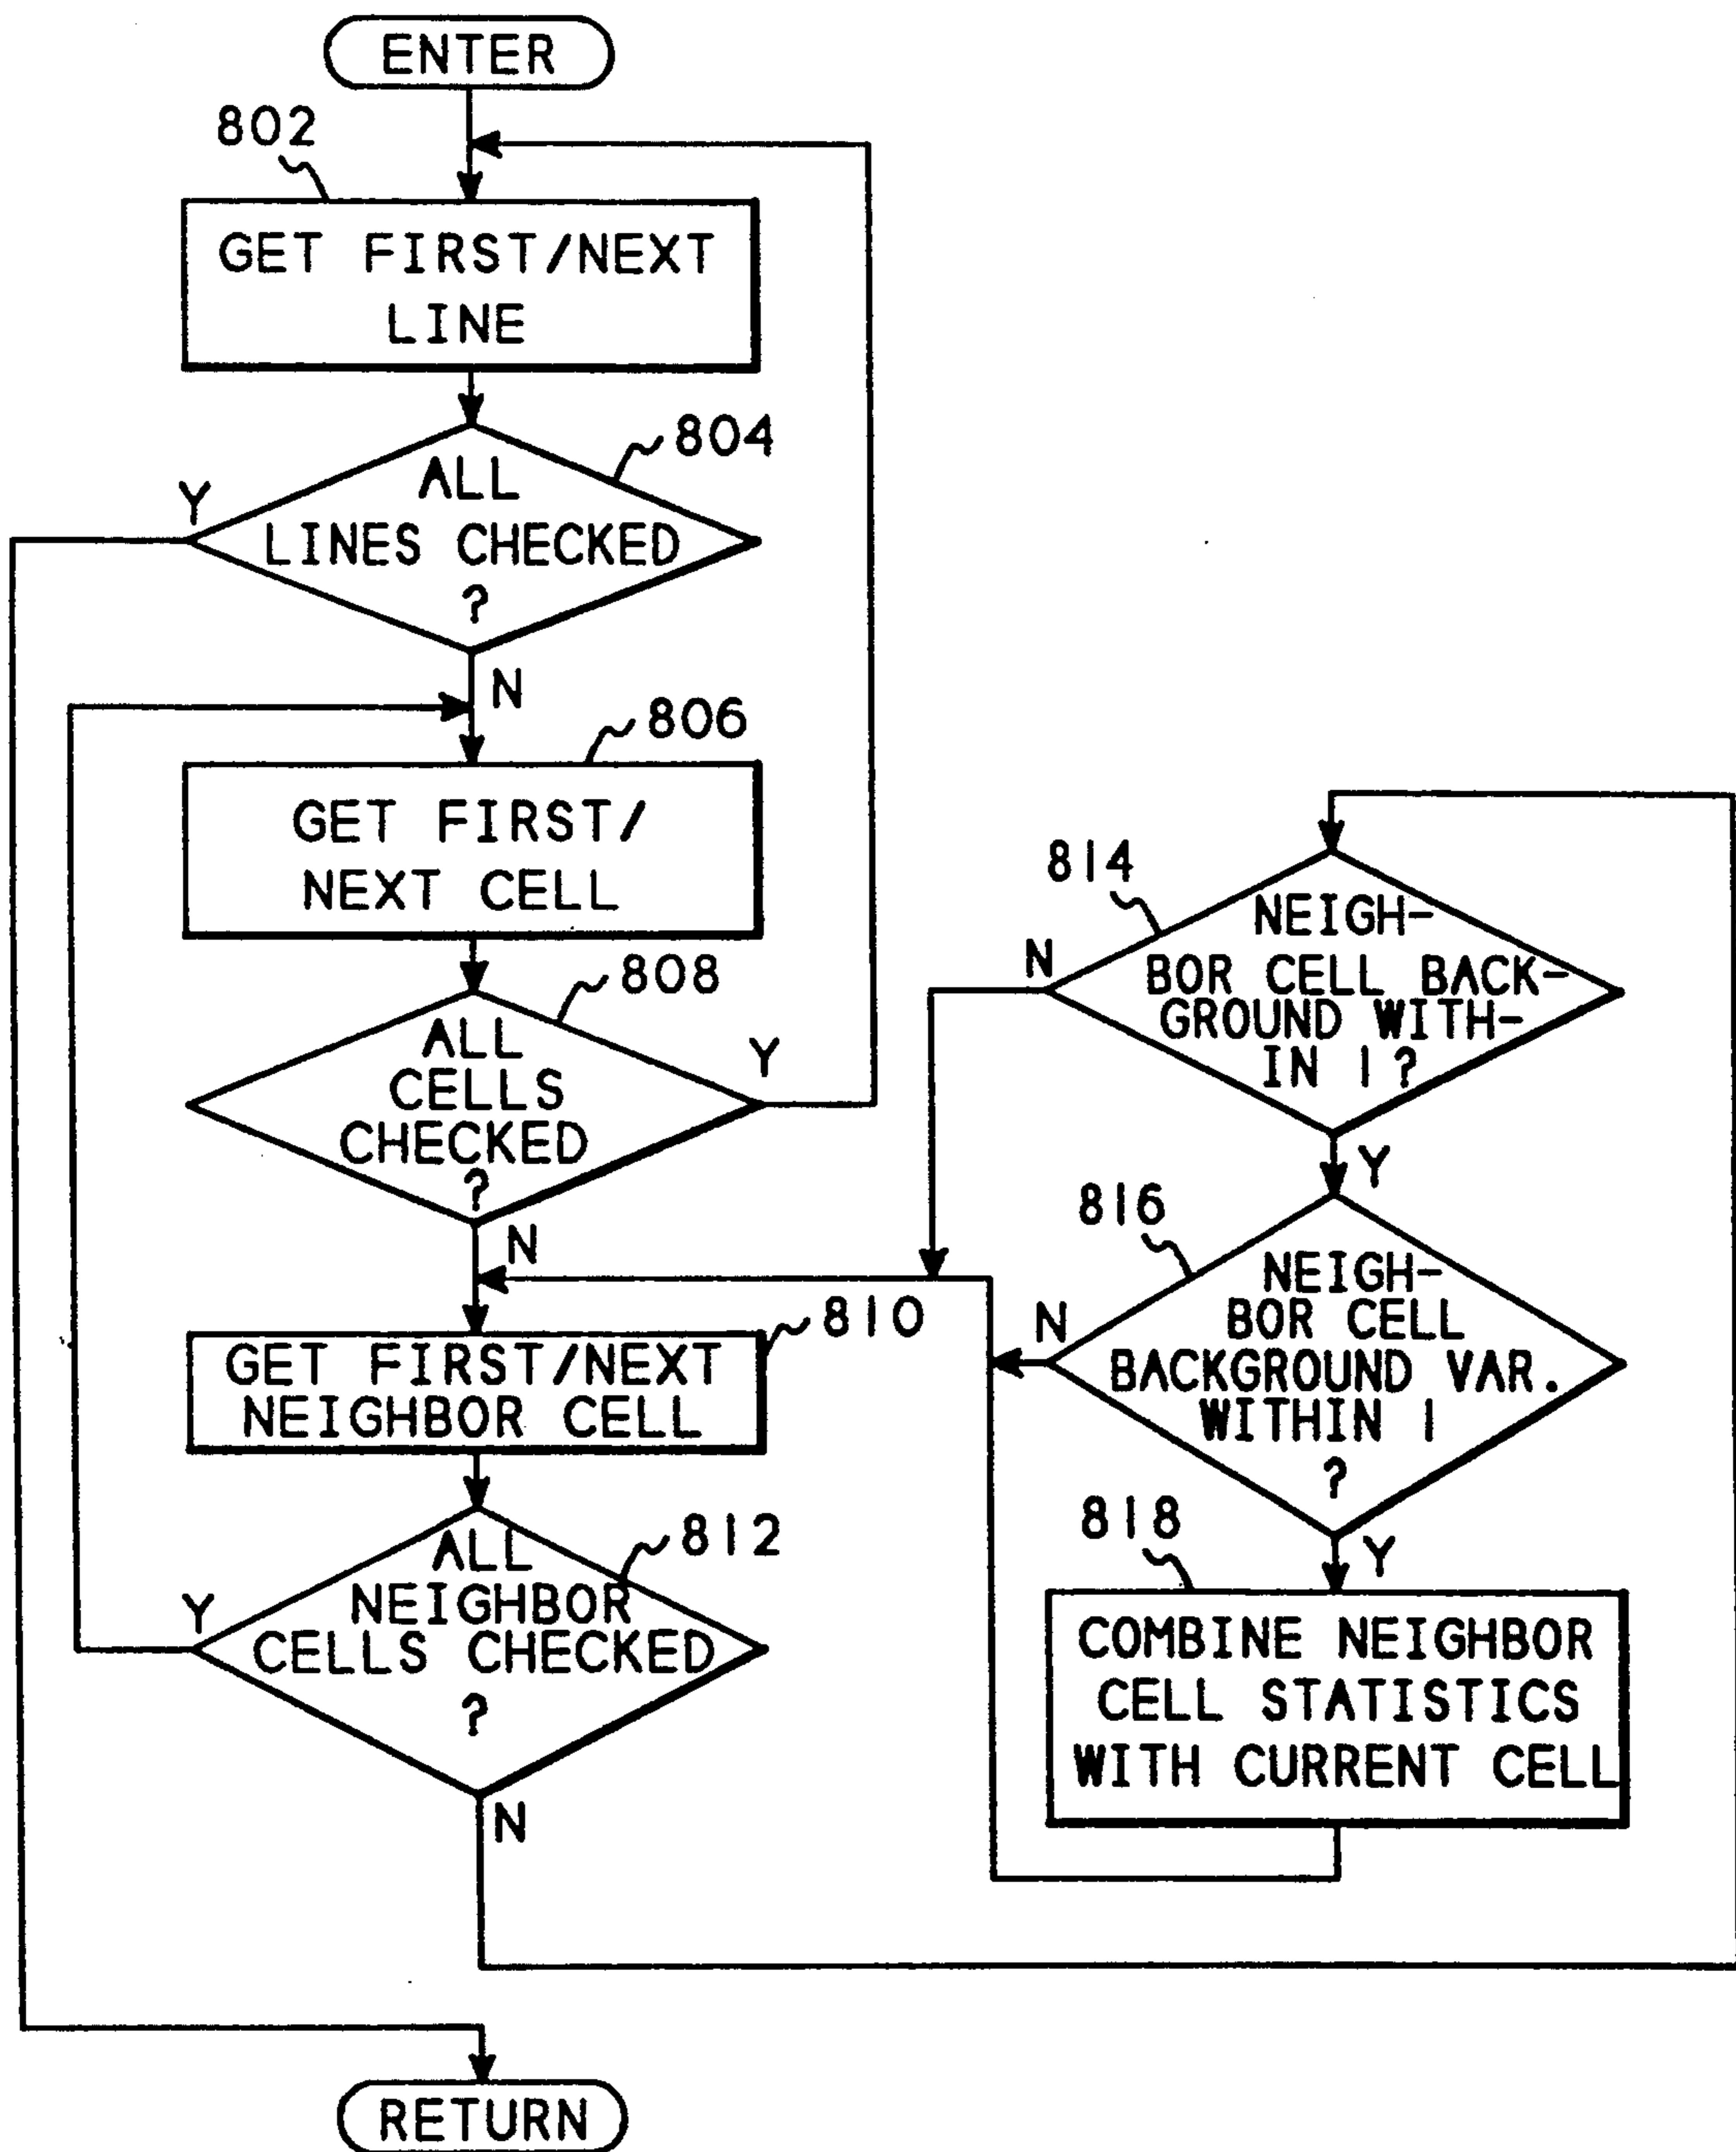 ENTER
802
GET FIRST/NEXT
LINE
804
ALL
LINES CHECKED
?
Y
N
806
GET FIRST/
NEXT CELL
808
ALL
CELLS
CHECKED
?
Y
N
810
GET FIRST/NEXT
NEIGHBOR CELL
812
ALL
NEIGHBOR
CELLS CHECKED
?
Y
N
814
NEIGH-
BOR CELL BACK-
GROUND WITH-
IN 1?
N
Y
816
NEIGH-
BOR CELL
BACKGROUND VAR.
WITHIN 1
?
N
Y
818
COMBINE NEIGHBOR
CELL STATISTICS
WITH CURRENT CELL
RETURN